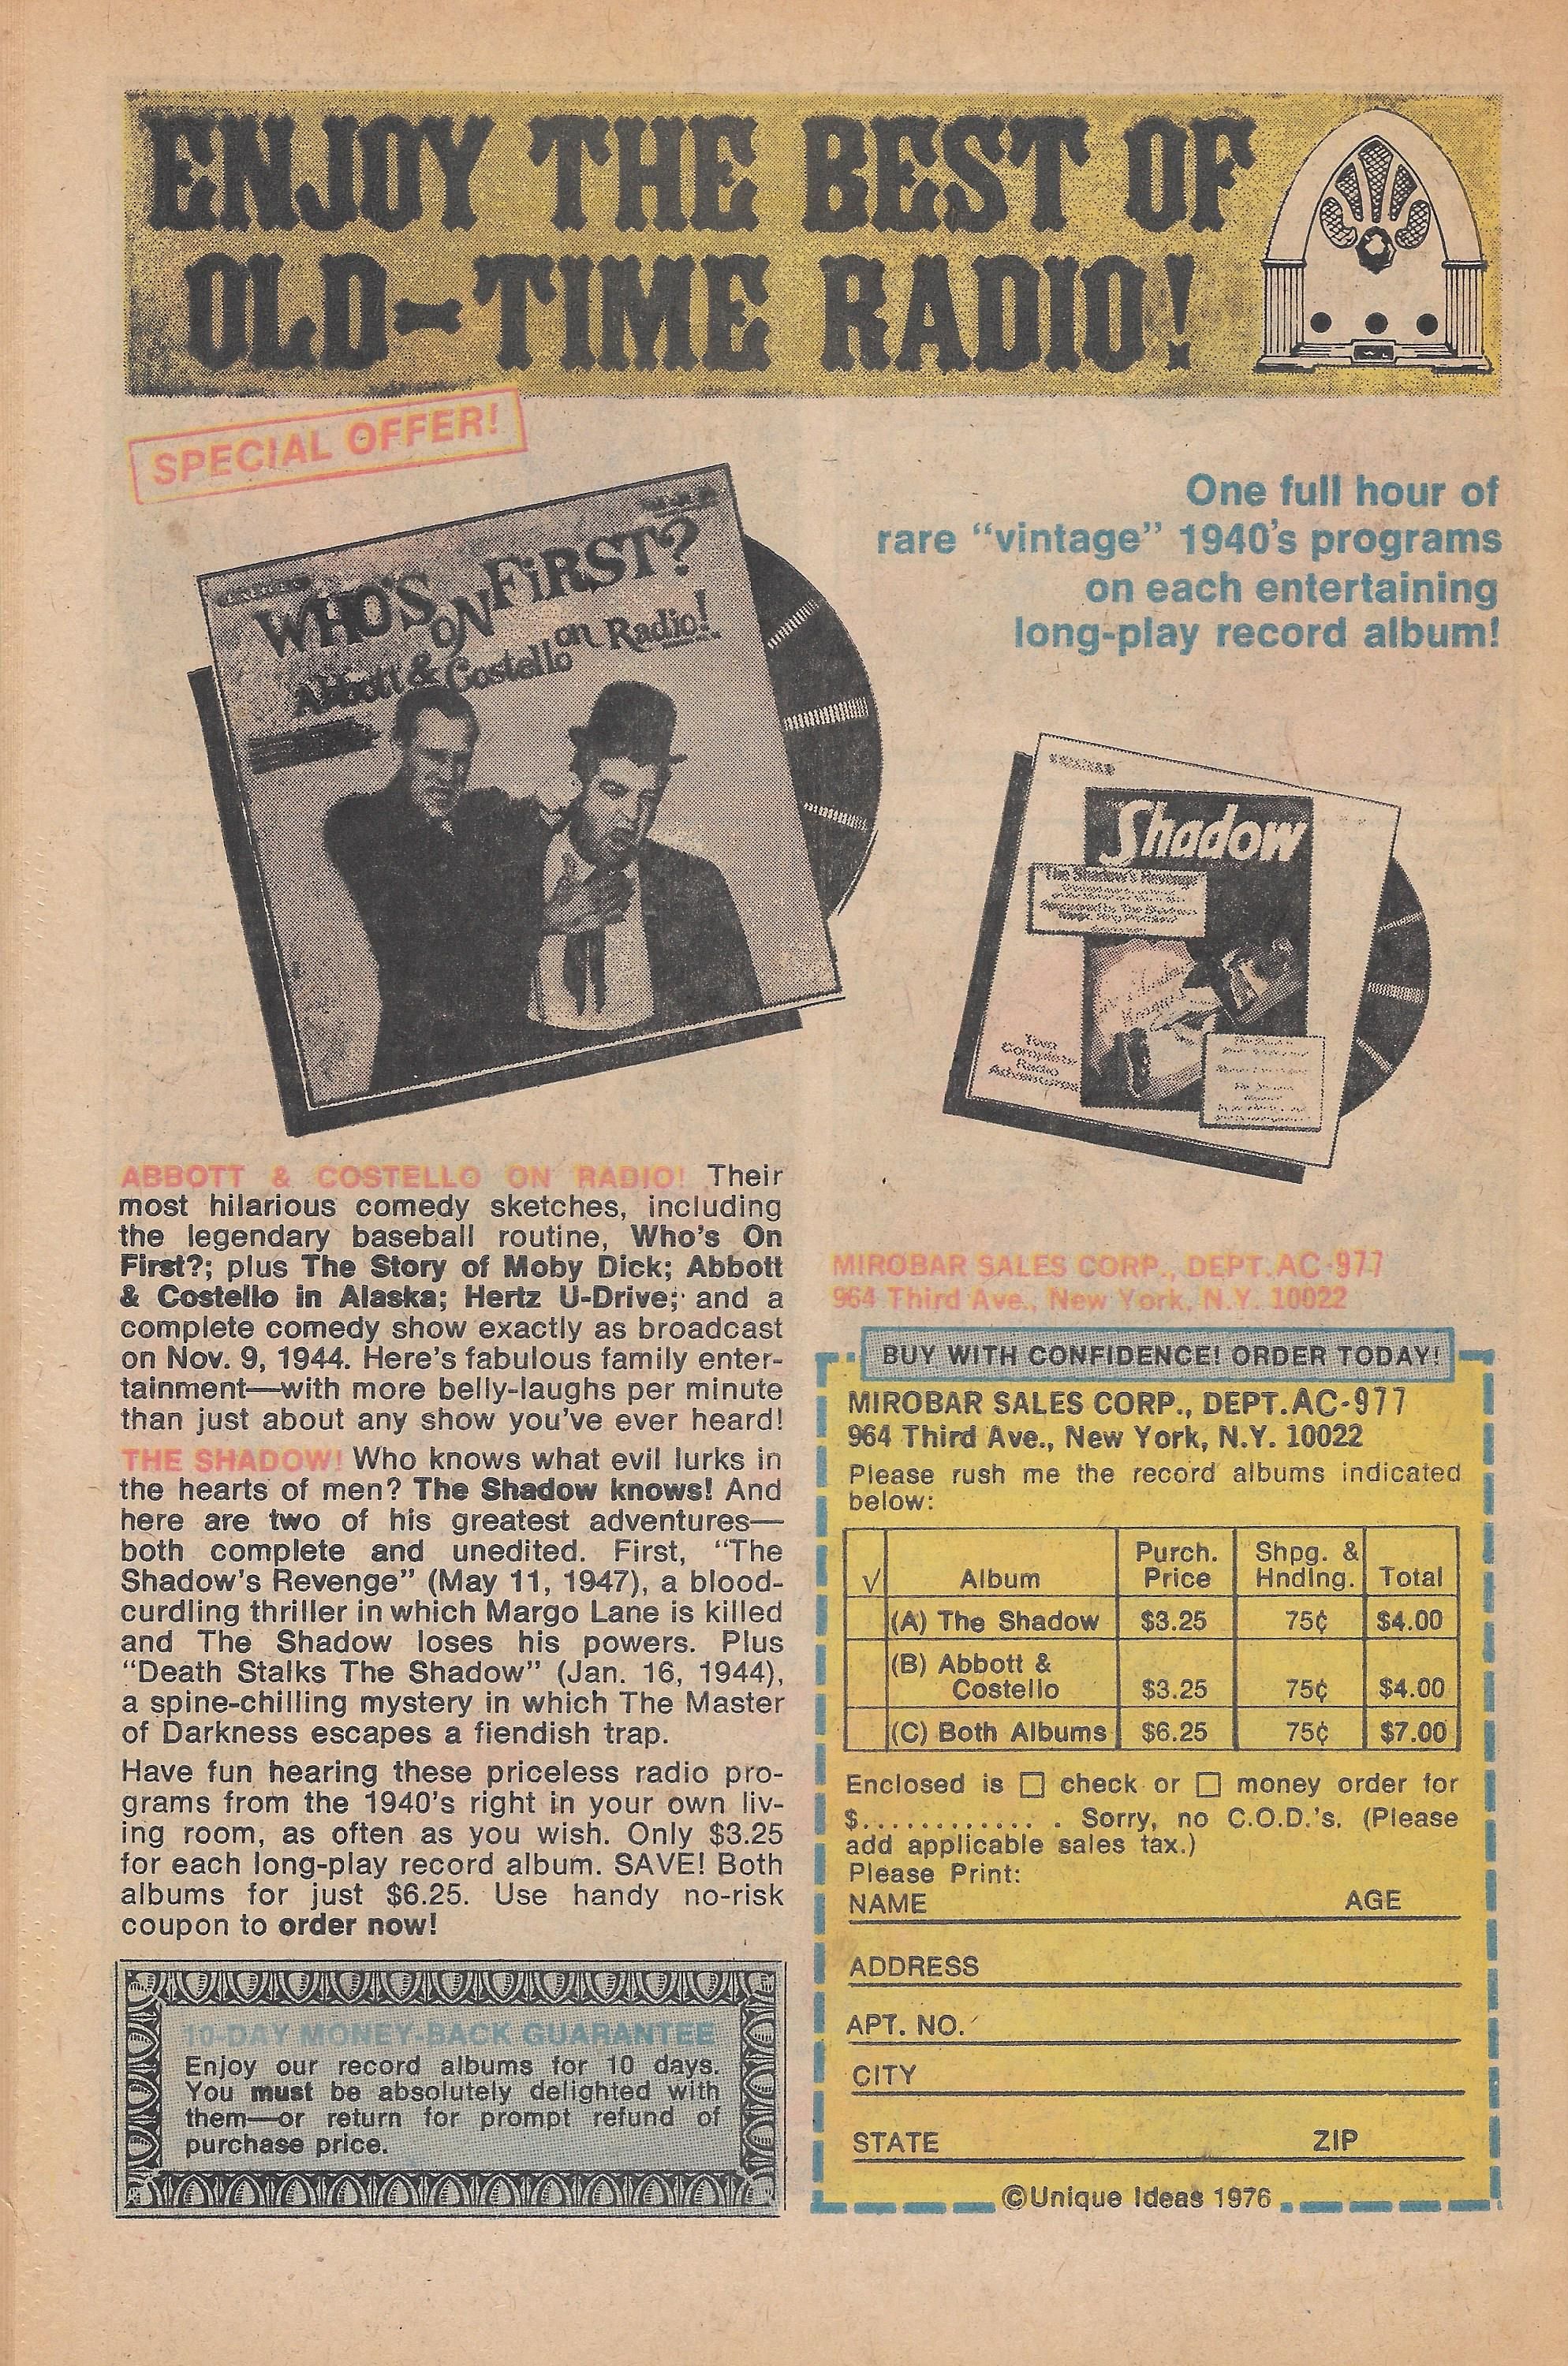 ENJOY THE BEST OF
OLD-TIME RADIO!
SPECIAL OFFER!
WHO'S ON FiRST?
Abbott & Costello on Radio!
One full hour of
rare “vintage” 1940's programs
on each entertaining
long-play record album!
Shadow
The Shadow's Revenge
Two
Complete
Radio
Adventures
ABBOTT & COSTELLO ON RADIO! Their
most hilarious comedy sketches, including
the legendary baseball routine, Who's On
First?; plus The Story of Moby Dick; Abbott
& Costello in Alaska; Hertz U-Drive; and a
complete comedy show exactly as broadcast
on Nov. 9, 1944. Here's fabulous family enter-
tainment—with more belly-laughs per minute
than just about any show you've ever heard!
THE SHADOW! Who knows what evil lurks in
the hearts of men? The Shadow knows! And
here are two of his greatest adventures—
both complete and unedited. First, “The
Shadow's Revenge” (May 11, 1947), a blood-
curdling thriller in which Margo Lane is killed
and The Shadow loses his powers. Plus
“Death Stalks The Shadow” (Jan. 16, 1944),
a spine-chilling mystery in which The Master
of Darkness escapes a fiendish trap.
Have fun hearing these priceless radio pro-
grams from the 1940's right in your own liv-
ing room, as often as you wish. Only $3.25
for each long-play record album. SAVE! Both
albums for just $6.25. Use handy no-risk
coupon to order now!
10-DAY MONEY-BACK GUARANTEE
Enjoy our record albums for 10 days.
You must be absolutely delighted with
them—or return for prompt refund of
purchase price.
MIROBAR SALES CORP., DEPT. AC-977
964 Third Ave., New York, N.Y. 10022
BUY WITH CONFIDENCE! ORDER TODAY!
MIROBAR SALES CORP., DEPT. AC-977
964 Third Ave., New York, N.Y. 10022
Please rush me the record albums indicated
below:
√ Album Purch. Price Shpg. & Hndlng. Total
(A) The Shadow $3.25 75¢ $4.00
(B) Abbott &
Costello $3.25 75¢ $4.00
(C) Both Albums $6.25 75¢ $7.00
Enclosed is □ check or □ money order for
$............. . Sorry, no C.O.D.'s. (Please
add applicable sales tax.)
Please Print:
NAME AGE
ADDRESS
APT. NO.
CITY
STATE ZIP
©Unique Ideas 1976